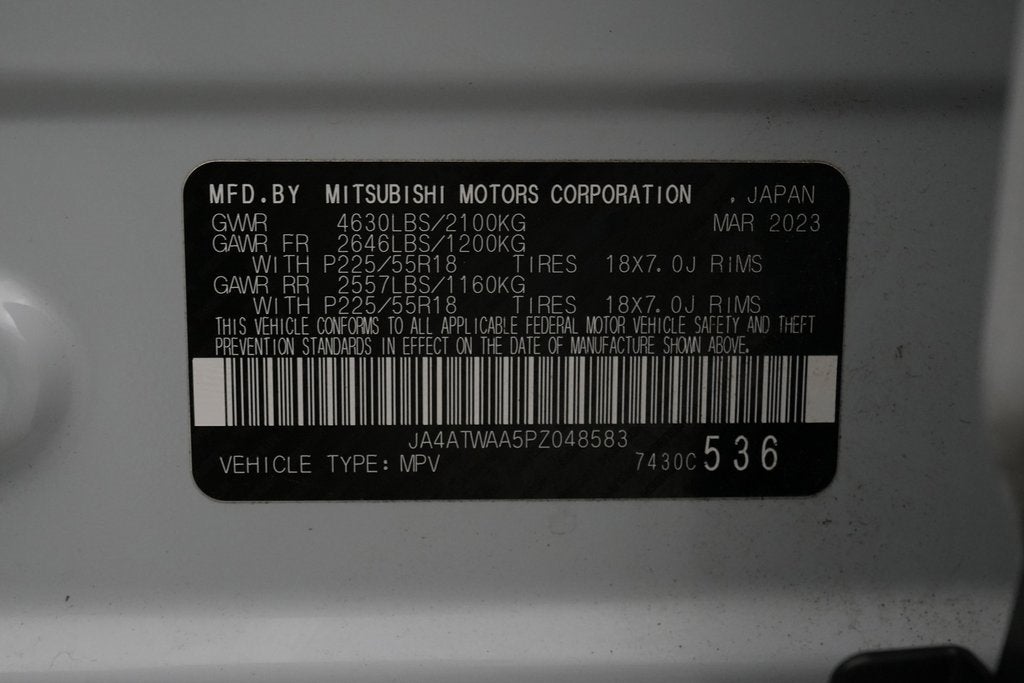 MFD.BY MITSUBISHI MOTORS CORPORATION , JAPAN
GWWR 4630LBS/2100KG MAR 2023
GAWR FR 2646LBS/1200KG
WITH P225/55R18 TIRES 18X7.0J RIMS
GAWR RR 2557LBS/1160KG
WITH P225/55R18 TIRES 18X7.0J RIMS
THIS VEHICLE CONFORMS TO ALL APPLICABLE FEDERAL MOTOR VEHICLE SAFETY AND THEFT
PREVENTION STANDARDS IN EFFECT ON THE DATE OF MANUFACTURE SHOWN ABOVE.
JA4ATWAA5PZ048583
VEHICLE TYPE: MPV 7430C 536